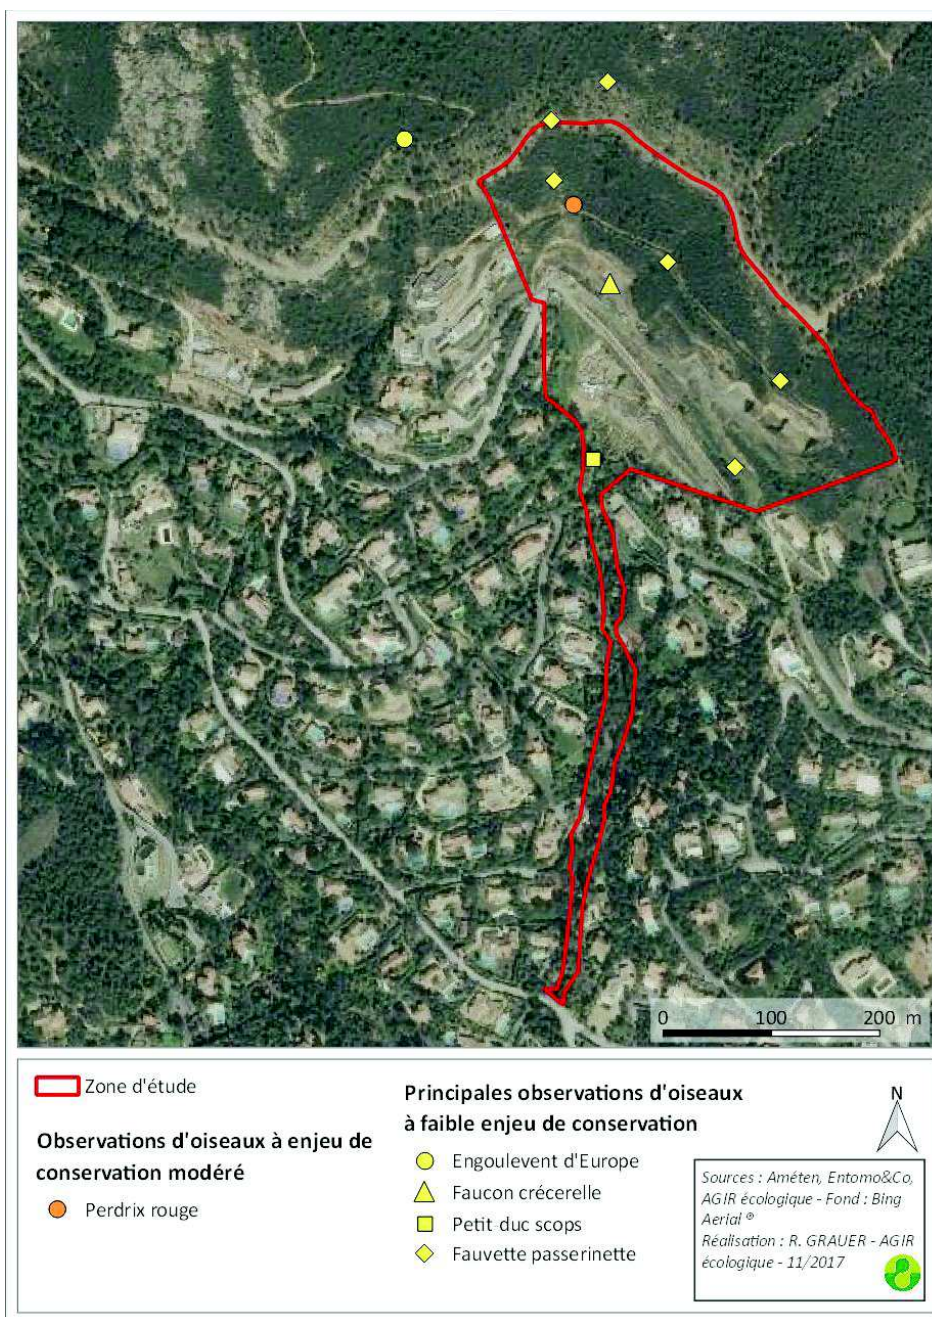 0 100 200 m
Zone d'étude
Observations d'oiseaux à enjeu de
conservation modéré
Perdrix rouge
Principales observations d'oiseaux
à faible enjeu de conservation
Engoulevent d'Europe
Faucon crécerelle
Petit duc scops
Fauvette passerinette
N
Sources : Améten, Entomo&Co,
AGIR écologique - Fond : Bing
Aerial ®
Réalisation : R. GRAUER - AGIR
écologique - 11/2017